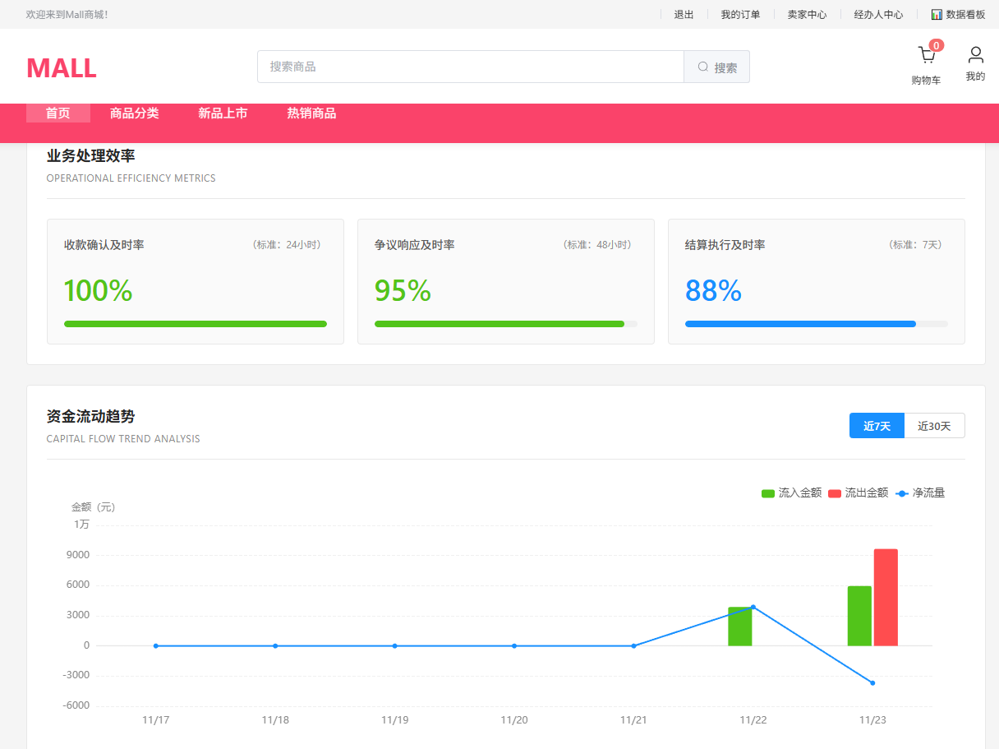 欢迎来到Mall商城！
退出
我的订单
卖家中心
经办人中心
数据看板
MALL
搜索商品
搜索
0
购物车
我的
首页
商品分类
新品上市
热销商品
业务处理效率
OPERATIONAL EFFICIENCY METRICS
收款确认及时率
（标准：24小时）
100%
争议响应及时率
（标准：48小时）
95%
结算执行及时率
（标准：7天）
88%
资金流动趋势
CAPITAL FLOW TREND ANALYSIS
近7天
近30天
流入金额
流出金额
净流量
金额（元）
1万
9000
6000
3000
0
-3000
-6000
11/17
11/18
11/19
11/20
11/21
11/22
11/23